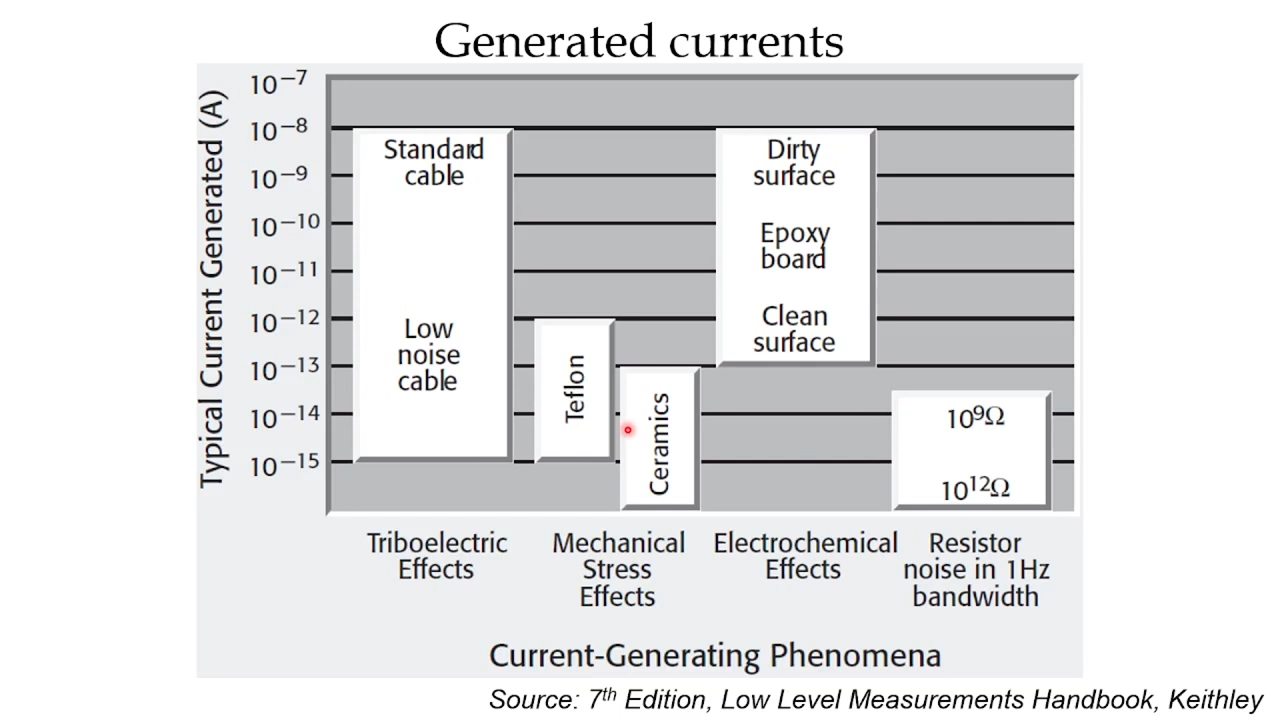 Generated currents
Typical Current Generated (A)
10–7
10–8
10–9
10–10
10–11
10–12
10–13
10–14
10–15
Standard
cable
Low
noise
cable
Teflon
Ceramics
Dirty
surface
Epoxy
board
Clean
surface
10⁹Ω
10¹²Ω
Triboelectric
Effects
Mechanical
Stress
Effects
Electrochemical
Effects
Resistor
noise in 1Hz
bandwidth
Current-Generating Phenomena
Source: 7th Edition, Low Level Measurements Handbook, Keithley